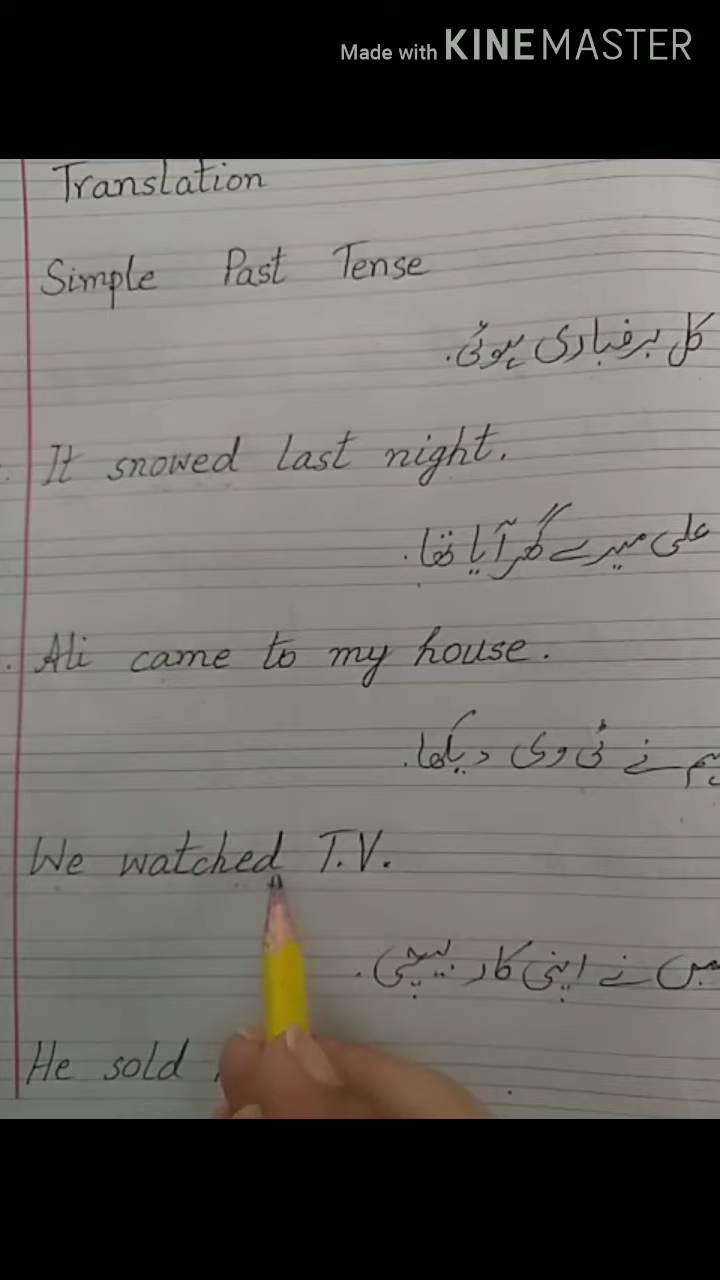 Made with KINEMASTER
Translation
Simple Past Tense
کل برفباری ہوئی.
It snowed last night.
علی میرے گھر آیا تھا.
Ali came to my house.
ہم نے ٹی وی دیکھا.
We watched T.V.
نے اپنی کار بیچی.
He sold